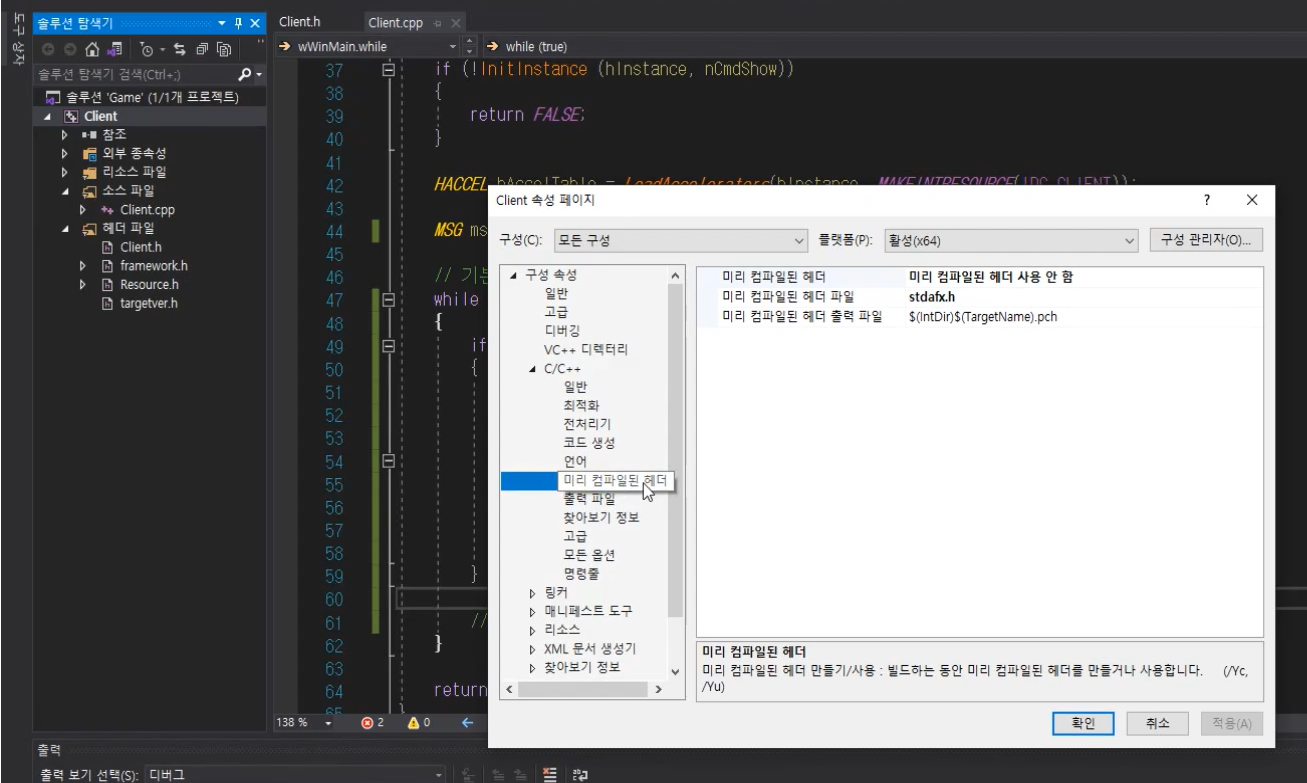 도구 상자
솔루션 탐색기
솔루션 탐색기 검색(Ctrl+;)
솔루션 'Game' (1/1개 프로젝트)
Client
참조
외부 종속성
리소스 파일
소스 파일
Client.cpp
헤더 파일
Client.h
framework.h
Resource.h
targetver.h
Client.h
Client.cpp
wWinMain.while
while (true)
37 if (!InitInstance (hInstance, nCmdShow))
38 {
39 return FALSE;
40 }
41
42 HACCEL hAccelTable = LoadAccelerators(hInstance, MAKEINTRESOURCE(IDC_CLIENT));
43
44 MSG ms
45
46 // 기본
47 while
48 {
49 if
50 {
51
52
53
54
55
56
57
58
59 }
60
61 //
62 }
63
64 return
65
138 %
2
0
Client 속성 페이지
? 
구성(C):
모든 구성
플랫폼(P):
활성(x64)
구성 관리자(O)...
구성 속성
일반
고급
디버깅
VC++ 디렉터리
C/C++
일반
최적화
전처리기
코드 생성
언어
미리 컴파일된 헤더
출력 파일
찾아보기 정보
고급
모든 옵션
명령줄
링커
매니페스트 도구
리소스
XML 문서 생성기
찾아보기 정보
미리 컴파일된 헤더 미리 컴파일된 헤더 사용 안 함
미리 컴파일된 헤더 파일 stdafx.h
미리 컴파일된 헤더 출력 파일 $(IntDir)$(TargetName).pch
미리 컴파일된 헤더
미리 컴파일된 헤더 만들기/사용 : 빌드하는 동안 미리 컴파일된 헤더를 만들거나 사용합니다. (/Yc,
/Yu)
확인
취소
적용(A)
출력
출력 보기 선택(S): 디버그